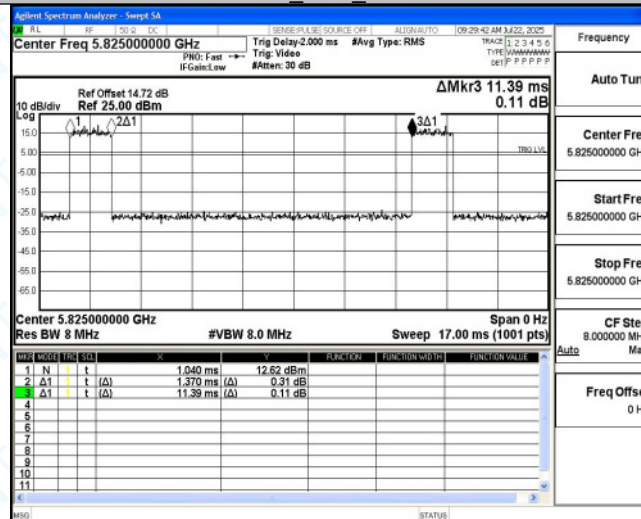 Agilent Spectrum Analyzer - Swept SA
RL RF 50 Ω DC SENSE:PULSE SOURCE OFF ALIGNAUTO 09:29:42 AM Jul 22, 2025
Center Freq 5.825000000 GHz
PNO: Fast
IFGain:Low
Trig Delay-2.000 ms
Trig: Video
#Atten: 30 dB
#Avg Type: RMS
TRACE 1 2 3 4 5 6
TYPE
DET P P P P P P
Frequency
Auto Tun
ΔMkr3 11.39 ms
0.11 dB
Ref Offset 14.72 dB
Ref 25.00 dBm
10 dB/div
Log
15.0
5.00
-5.00
-15.0
-25.0
-35.0
-45.0
-55.0
-65.0
1
2Δ1
3Δ1
TRIG LVL
Center Fre
5.825000000 GH
Start Fre
5.825000000 GH
Stop Fre
5.825000000 GH
Center 5.825000000 GHz
Res BW 8 MHz
#VBW 8.0 MHz
Span 0 Hz
Sweep 17.00 ms (1001 pts)
CF Ste
8.000000 MH
Auto Ma
Freq Offse
0 H
MKR MODE TRC SCL X Y FUNCTION FUNCTION WIDTH FUNCTION VALUE
1 N 1 t 1.040 ms 12.62 dBm
2 Δ1 1 t (Δ) 1.370 ms (Δ) 0.31 dB
3 Δ1 1 t (Δ) 11.39 ms (Δ) 0.11 dB
4
5
6
7
8
9
10
11
MSG
STATUS